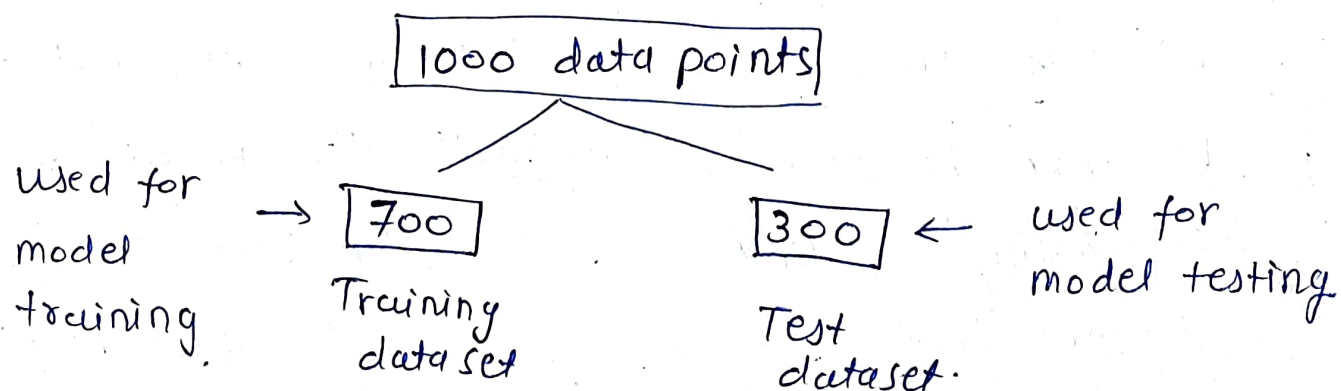 1000 data points
used for
model
training.
→
700
Training
dataset
300
Test
dataset.
←
used for
model testing